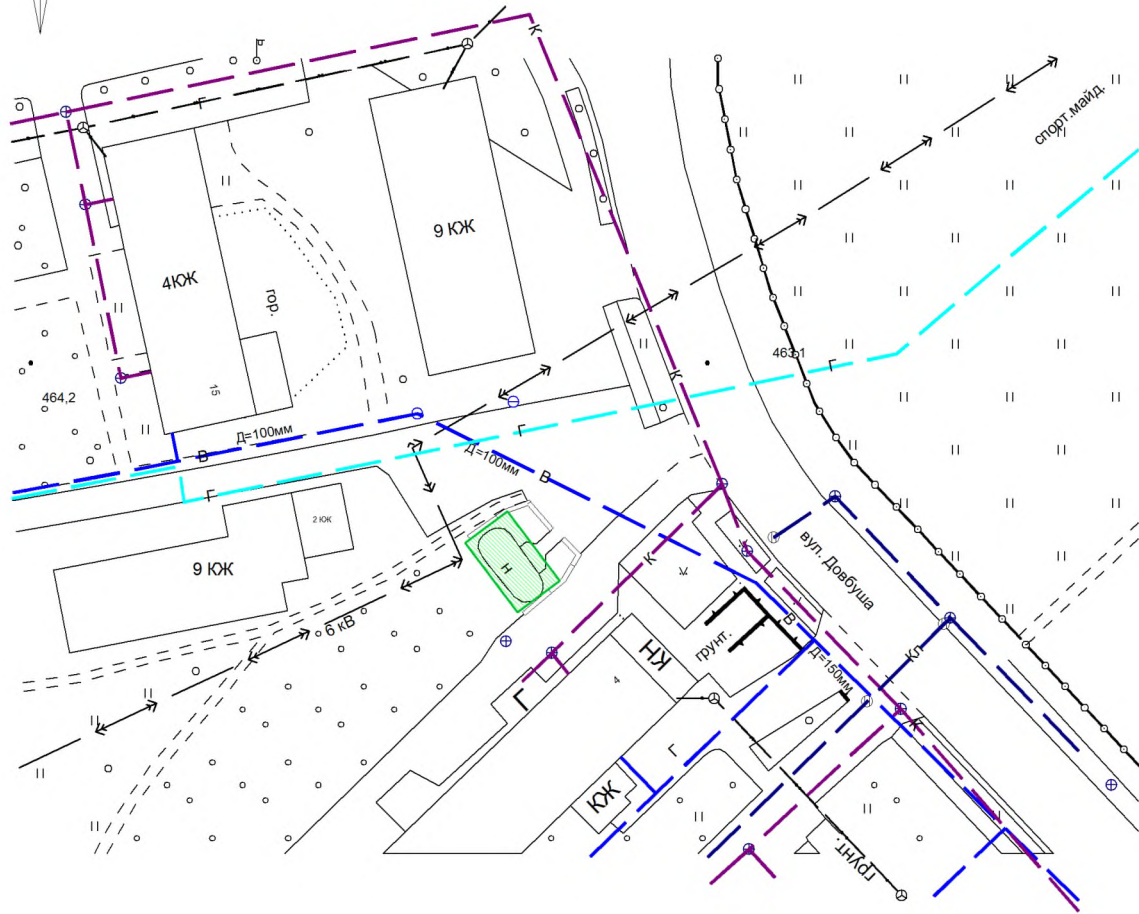 К
Г
спорт.майд.
9 КЖ
4КЖ
гор.
15
464,2
463,1
К
Г
Д=100мм
В
Г
Д=100мм
В
Г
2 КЖ
9 КЖ
Н
К
вул. Довбуша
6 кВ
грунт.
В
Д=150мм
КН
4
Кл
К
Г
Г
КЖ
грунт.